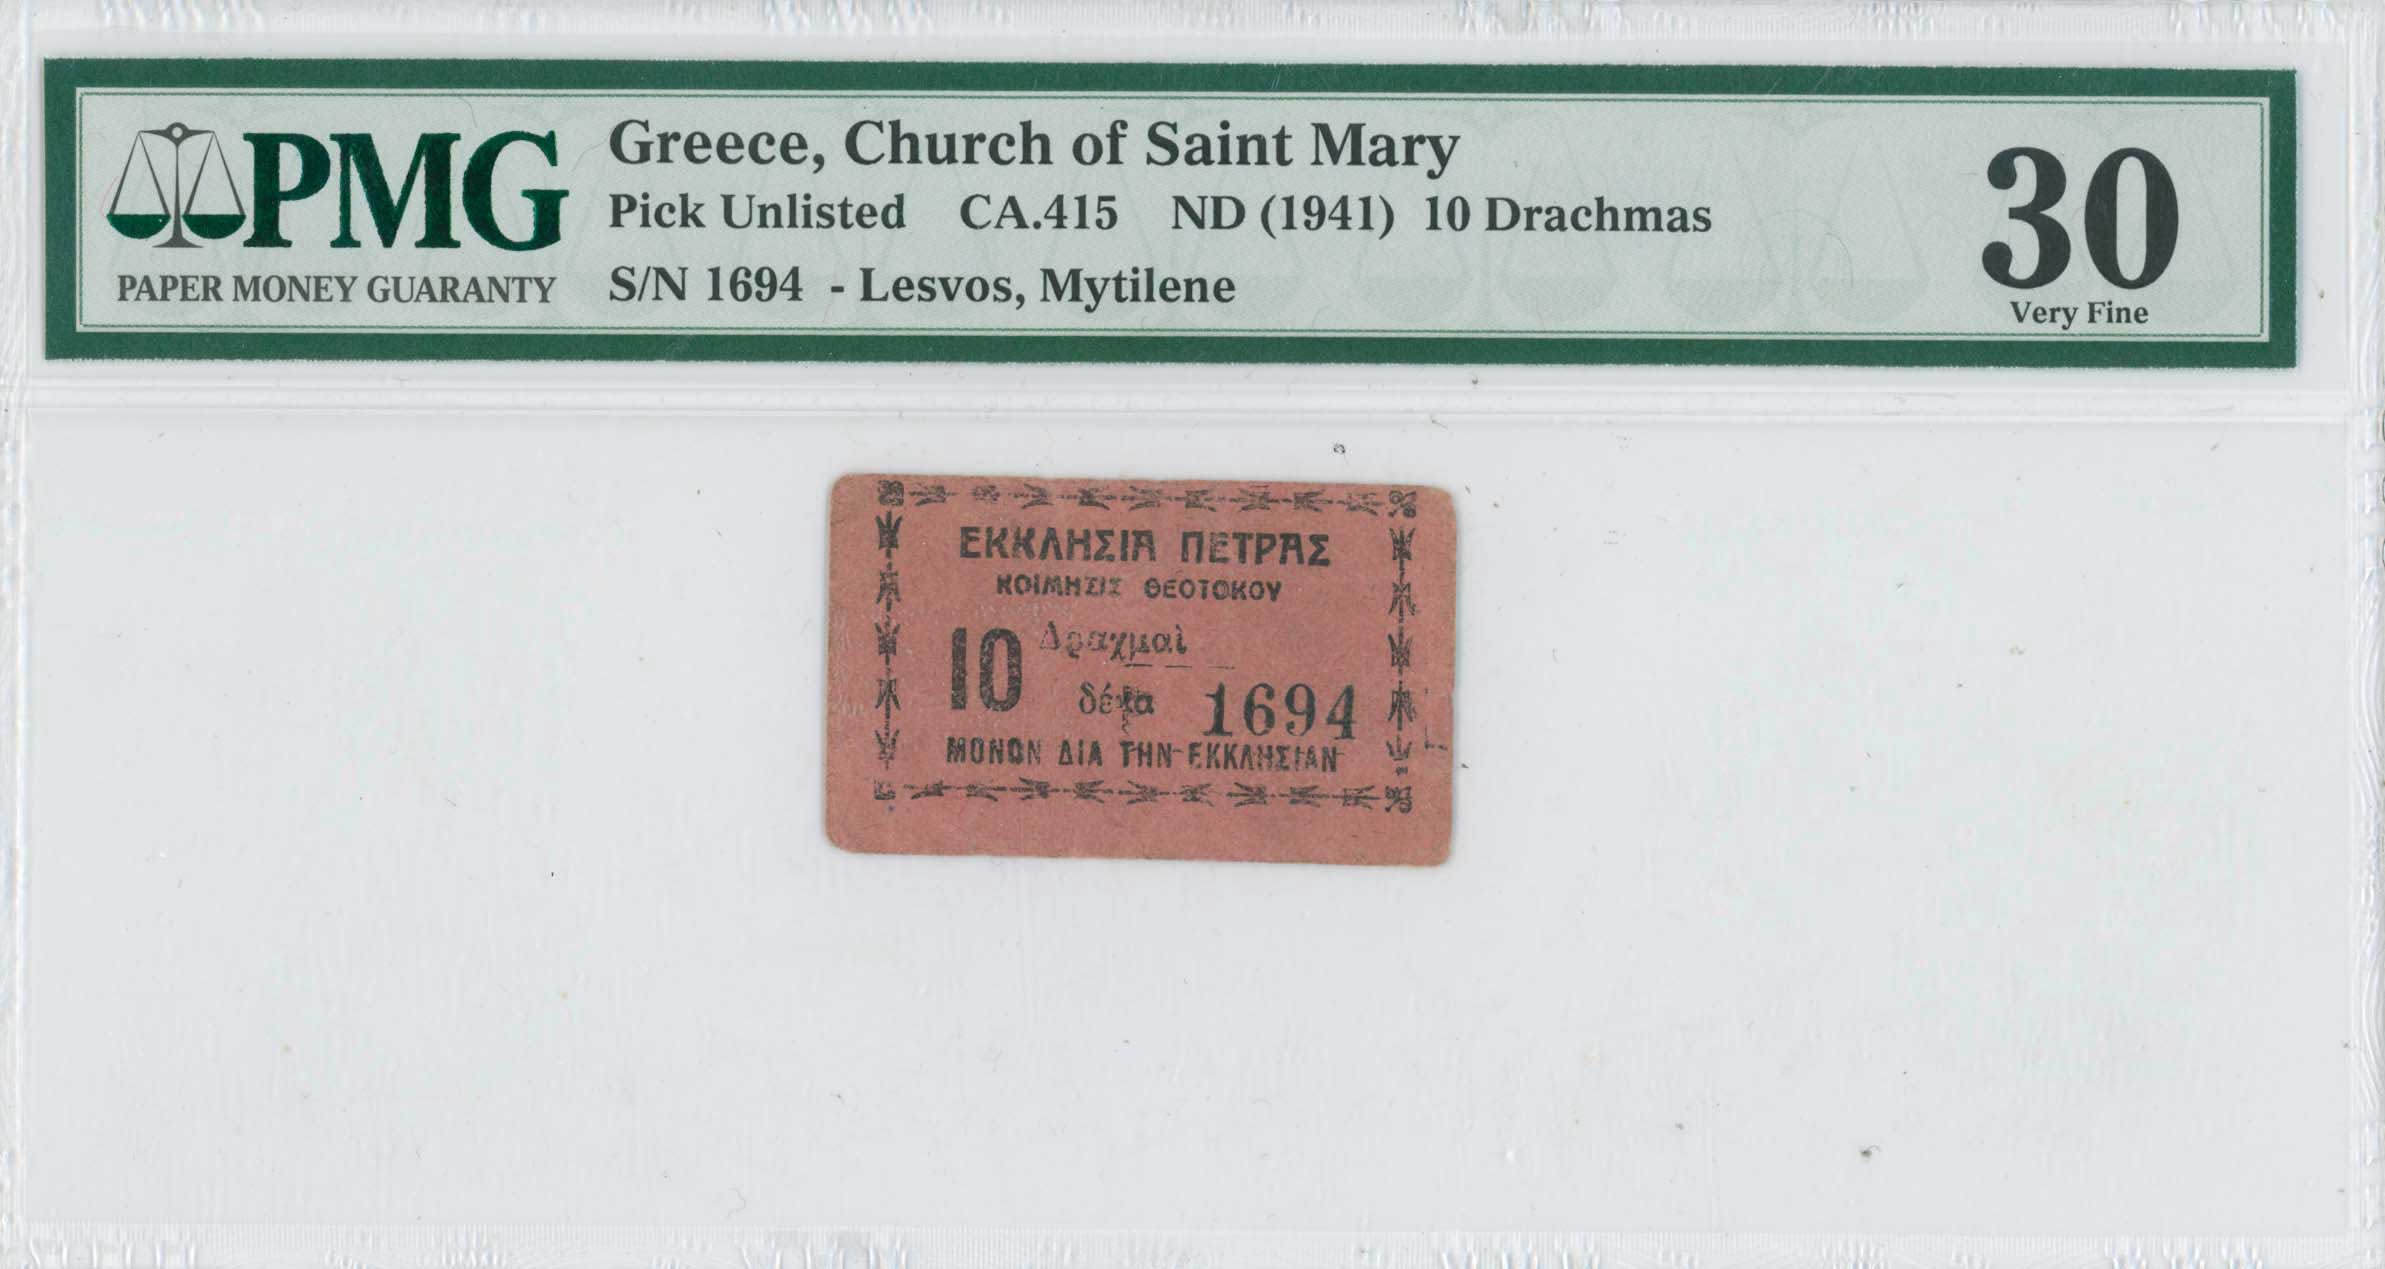 PMG
PAPER MONEY GUARANTY
Greece, Church of Saint Mary
Pick Unlisted CA.415 ND (1941) 10 Drachmas
S/N 1694 - Lesvos, Mytilene
30
Very Fine
ΕΚΚΛΗΣΙΑ ΠΕΤΡΑΣ
ΚΟΙΜΗΣΙΣ ΘΕΟΤΟΚΟΥ
10 Δραχμαὶ
δέκα 1694
ΜΟΝΟΝ ΔΙΑ ΤΗΝ ΕΚΚΛΗΣΙΑΝ